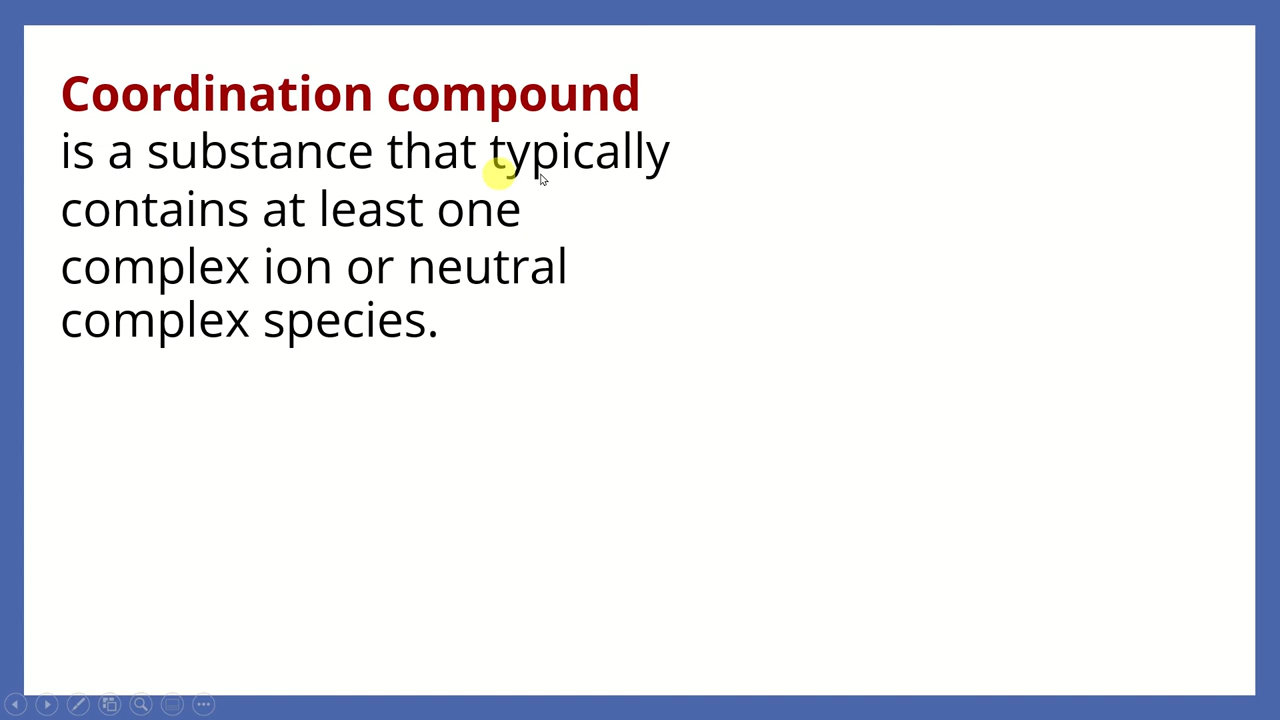 Coordination compound
is a substance that typically
contains at least one
complex ion or neutral
complex species.